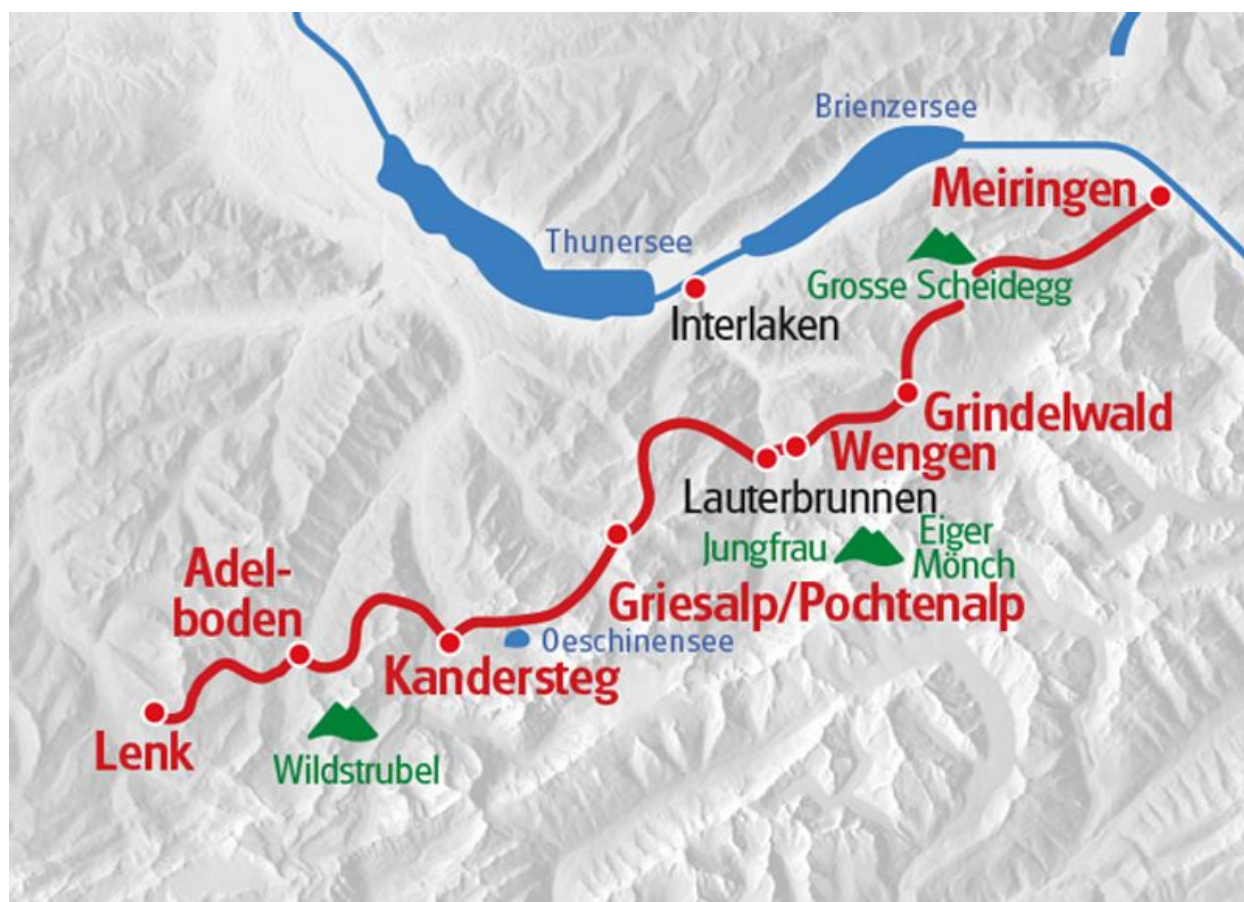 Brienzersee
Meiringen
Thunersee
Grosse Scheidegg
Interlaken
Grindelwald
Wengen
Lauterbrunnen
Jungfrau
Eiger
Mönch
Adel-
boden
Griesalp/Pochtenalp
Oeschinensee
Kandersteg
Lenk
Wildstrubel